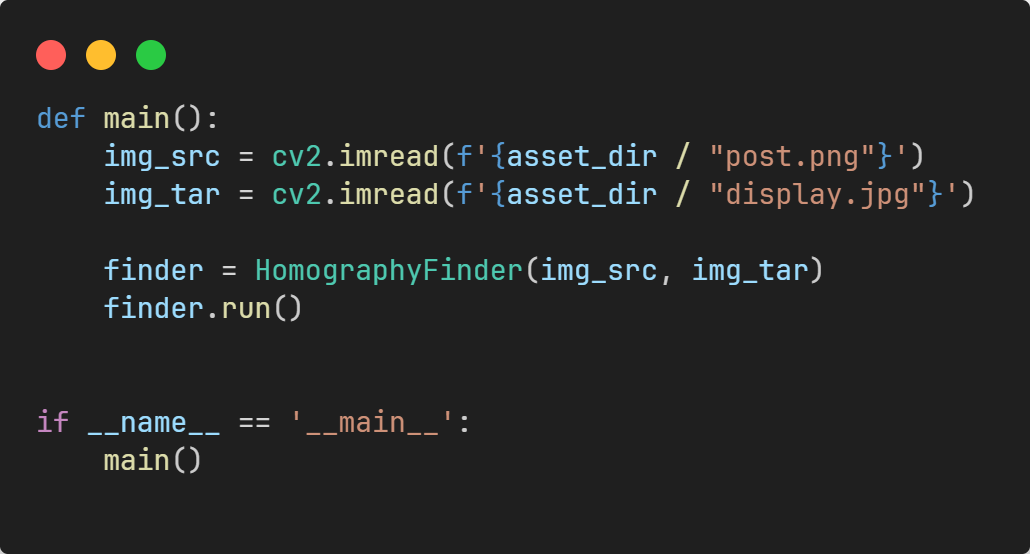 def main():
    img_src = cv2.imread(f'{asset_dir / "post.png"}')
    img_tar = cv2.imread(f'{asset_dir / "display.jpg"}')

    finder = HomographyFinder(img_src, img_tar)
    finder.run()


if __name__ == '__main__':
    main()